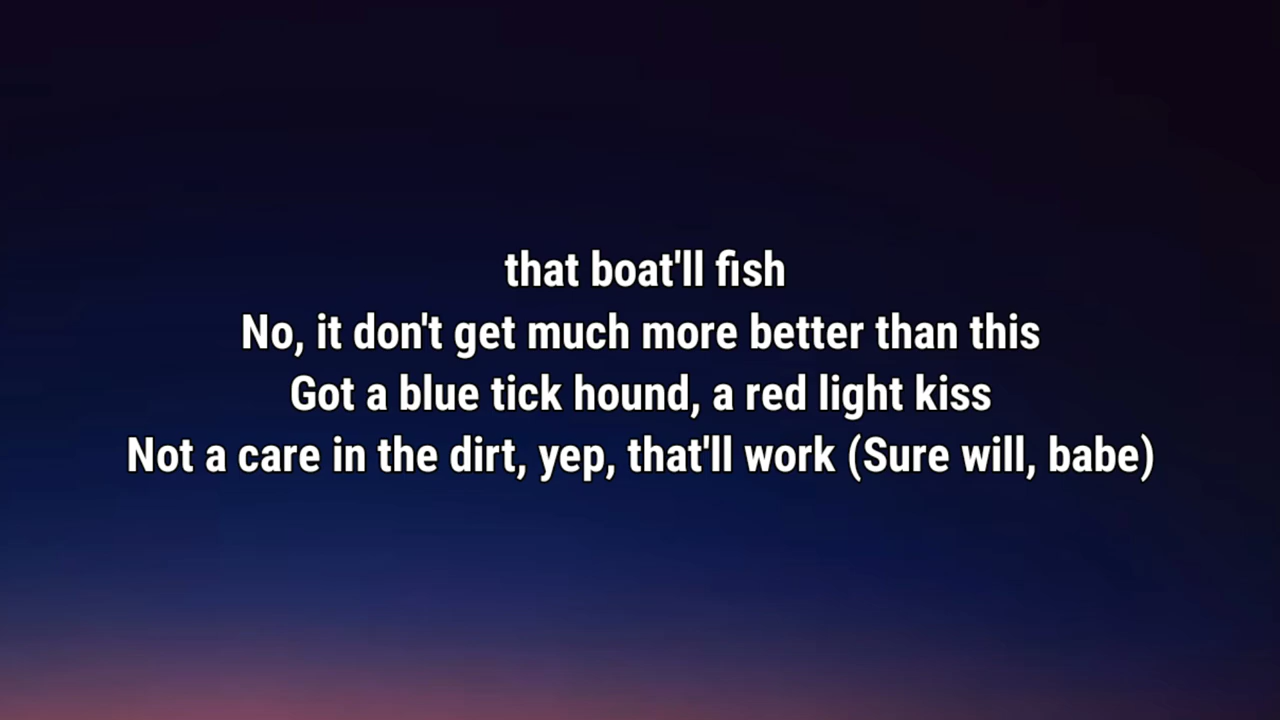 that boat'll fish
No, it don't get much more better than this
Got a blue tick hound, a red light kiss
Not a care in the dirt, yep, that'll work (Sure will, babe)